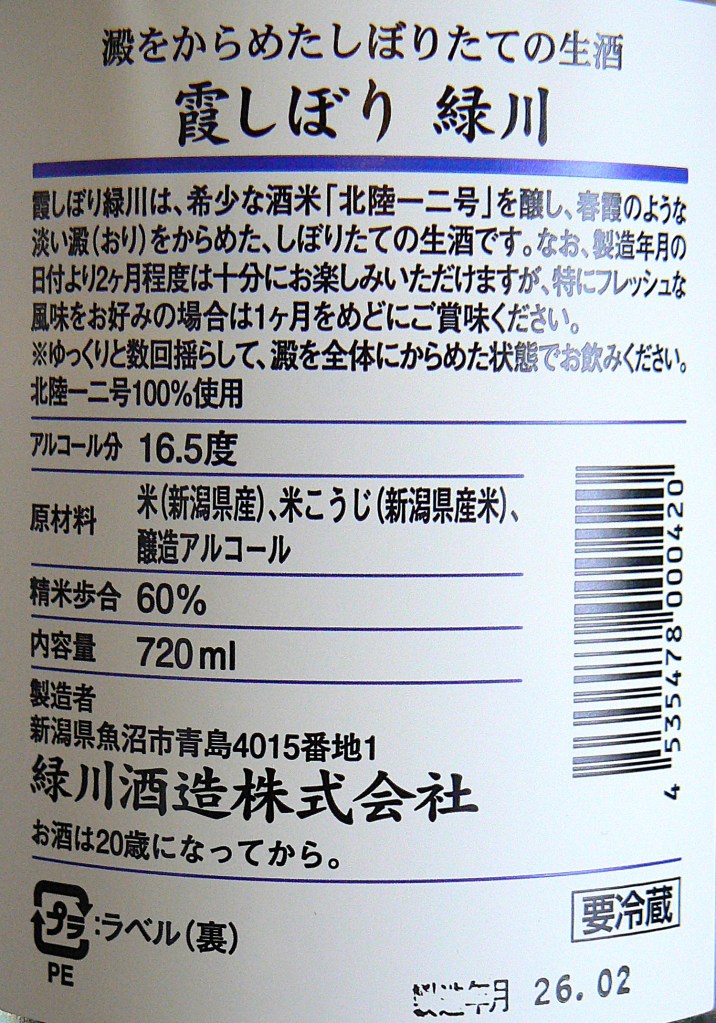 澱をからめたしぼりたての生酒
霞しぼり 緑川
霞しぼり緑川は、希少な酒米「北陸一二号」を醸し、春霞のような
淡い澱(おり)をからめた、しぼりたての生酒です。なお、製造年月の
日付より2ヶ月程度は十分にお楽しみいただけますが、特にフレッシュな
風味をお好みの場合は1ヶ月をめどにご賞味ください。
※ゆっくりと数回揺らして、澱を全体にからめた状態でお飲みください。
北陸一二号100%使用
アルコール分 16.5度
原材料 米(新潟県産)、米こうじ(新潟県産米)、
醸造アルコール
精米歩合 60%
内容量 720ml
4 535478 000420
製造者
新潟県魚沼市青島4015番地1
緑川酒造株式会社
お酒は20歳になってから。
プラ:ラベル(裏)
PE
要冷蔵
年月 26.02